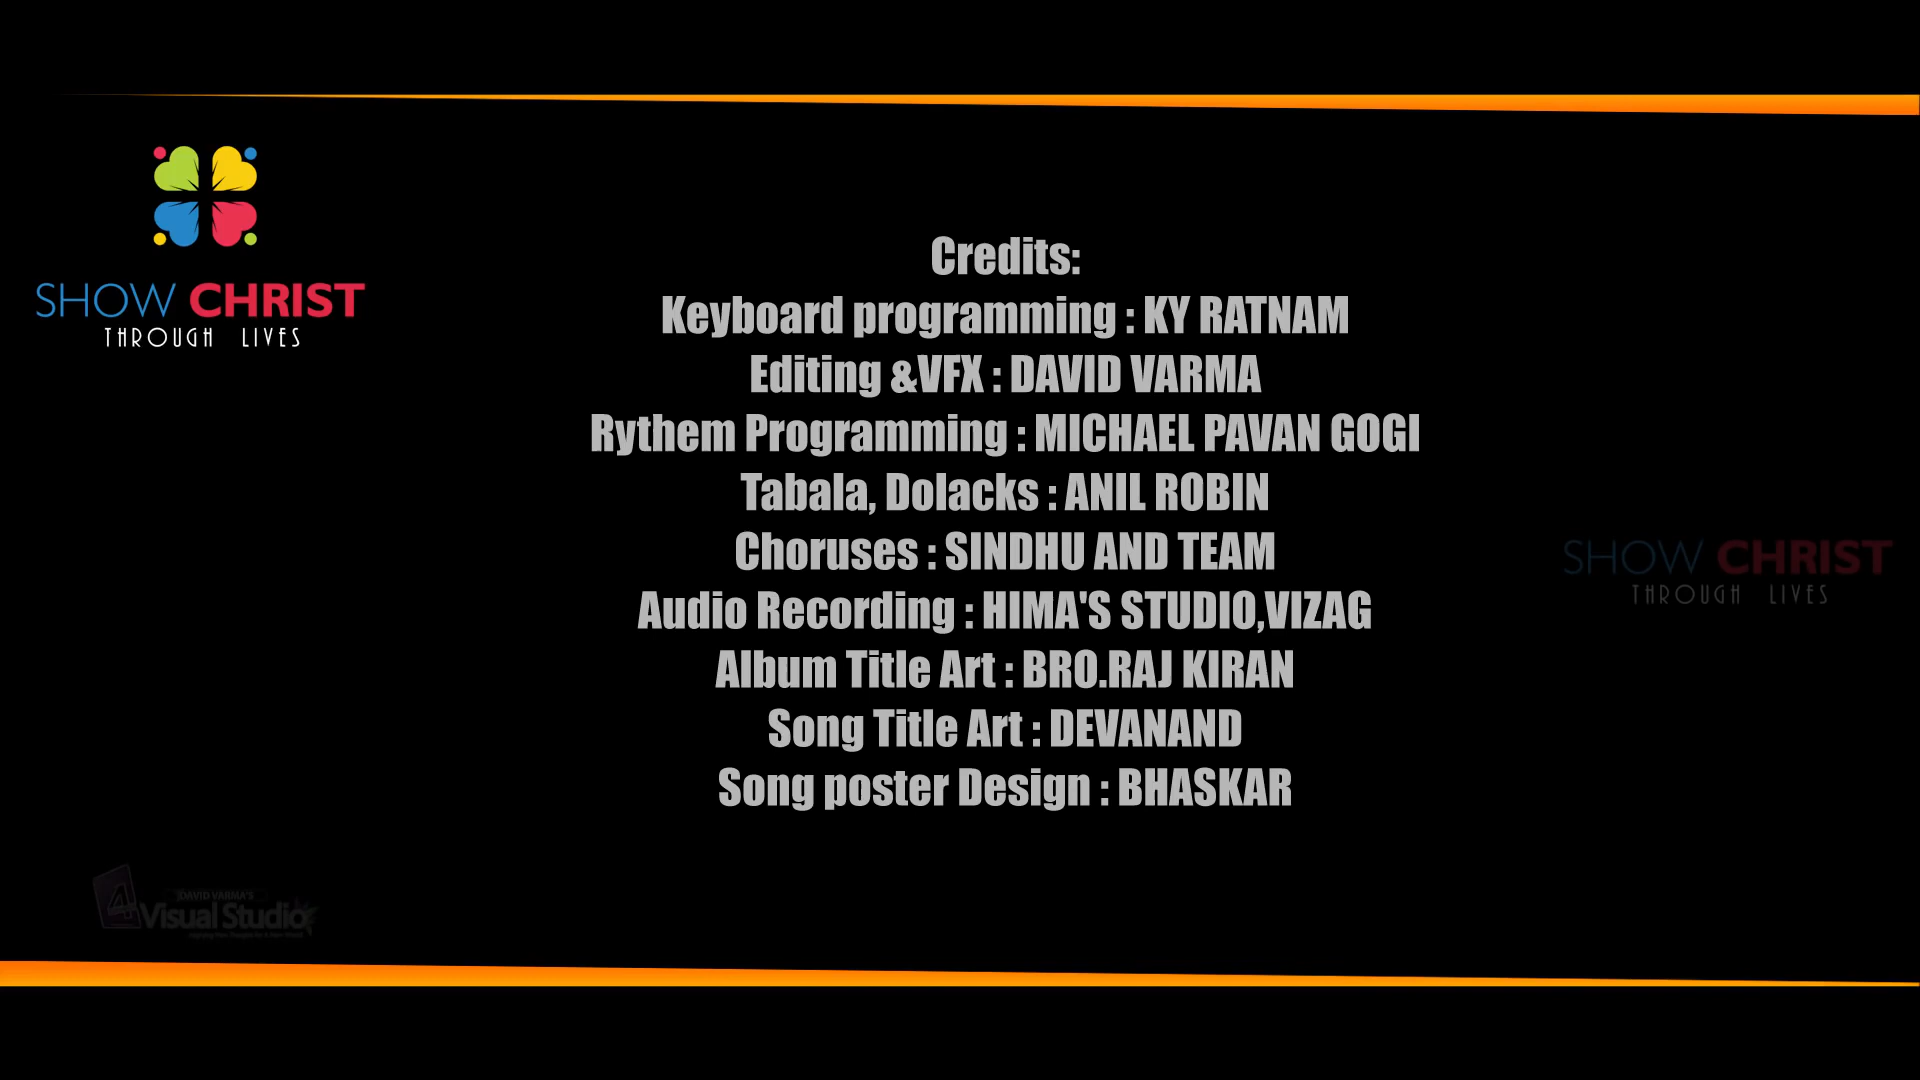 SHOW CHRIST
THROUGH LIVES
Credits:
Keyboard programming : KY RATNAM
Editing &VFX : DAVID VARMA
Rythem Programming : MICHAEL PAVAN GOGI
Tabala, Dolacks : ANIL ROBIN
Choruses : SINDHU AND TEAM
Audio Recording : HIMA'S STUDIO,VIZAG
Album Title Art : BRO.RAJ KIRAN
Song Title Art : DEVANAND
Song poster Design : BHASKAR
SHOW CHRIST
THROUGH LIVES
4
VARMA'S
Visual Studio